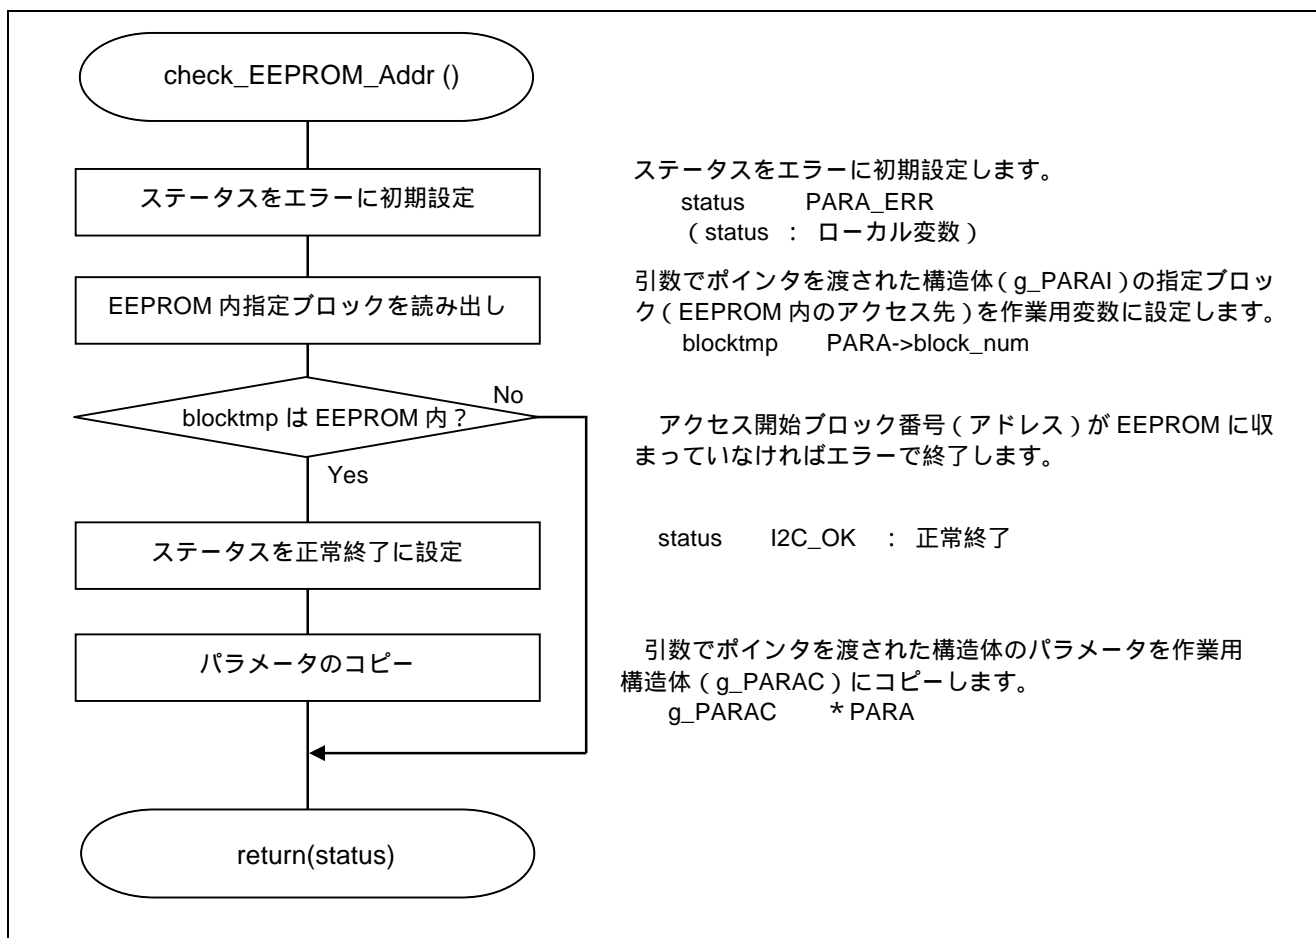 check_EEPROM_Addr ()
ステータスをエラーに初期設定
ステータスをエラーに初期設定します。
status PARA_ERR
（status ： ローカル変数）
EEPROM 内指定ブロックを読み出し
引数でポインタを渡された構造体（g_PARAI）の指定ブロッ
ク（EEPROM 内のアクセス先）を作業用変数に設定します。
blocktmp PARA->block_num
blocktmp は EEPROM 内？
No
Yes
アクセス開始ブロック番号（アドレス）が EEPROM に収
まっていなければエラーで終了します。
ステータスを正常終了に設定
status I2C_OK ： 正常終了
パラメータのコピー
引数でポインタを渡された構造体のパラメータを作業用
構造体（g_PARAC）にコピーします。
g_PARAC ＊PARA
return(status)